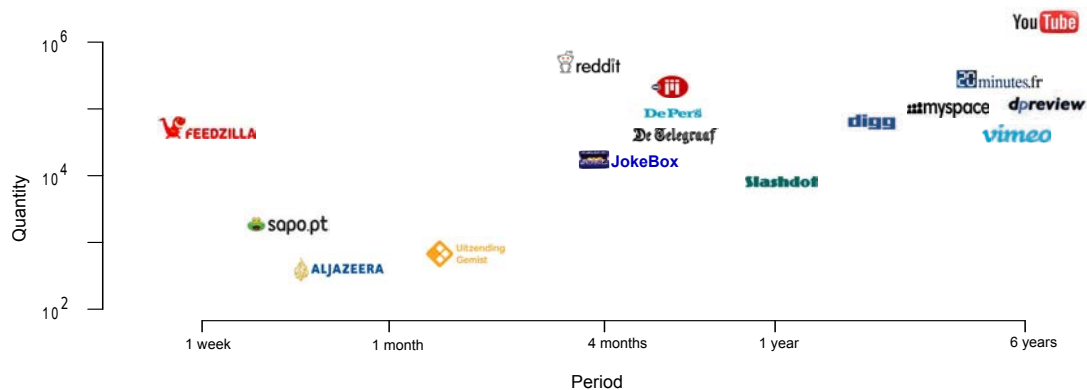 YouTube
10^6
reddit
20minutes.fr
myspace
dpreview
DePers
digg
FEEDZILLA
De Telegraaf
vimeo
JokeBox
10^4
Slashdot
Quantity
sapo.pt
Uitzending
Gemist
ALJAZEERA
10^2
1 week
1 month
4 months
1 year
6 years
Period